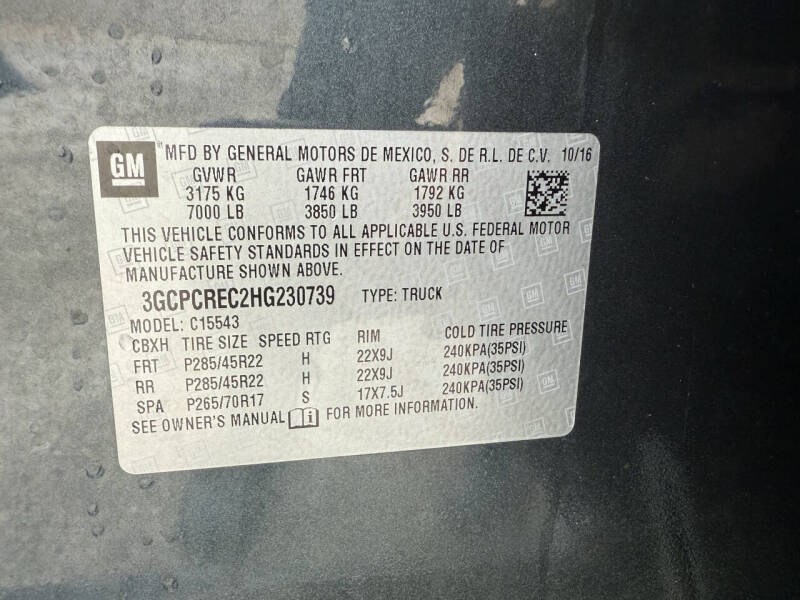 GM MFD BY GENERAL MOTORS DE MEXICO, S. DE R.L. DE C.V. 10/16
GVWR GAWR FRT GAWR RR
3175 KG 1746 KG 1792 KG
7000 LB 3850 LB 3950 LB
THIS VEHICLE CONFORMS TO ALL APPLICABLE U.S. FEDERAL MOTOR
VEHICLE SAFETY STANDARDS IN EFFECT ON THE DATE OF
MANUFACTURE SHOWN ABOVE.
3GCPCREC2HG230739 TYPE: TRUCK
MODEL: C15543
CBXH TIRE SIZE SPEED RTG RIM COLD TIRE PRESSURE
FRT P285/45R22 H 22X9J 240KPA(35PSI)
RR P285/45R22 H 22X9J 240KPA(35PSI)
SPA P265/70R17 S 17X7.5J 240KPA(35PSI)
SEE OWNER'S MANUAL i FOR MORE INFORMATION.